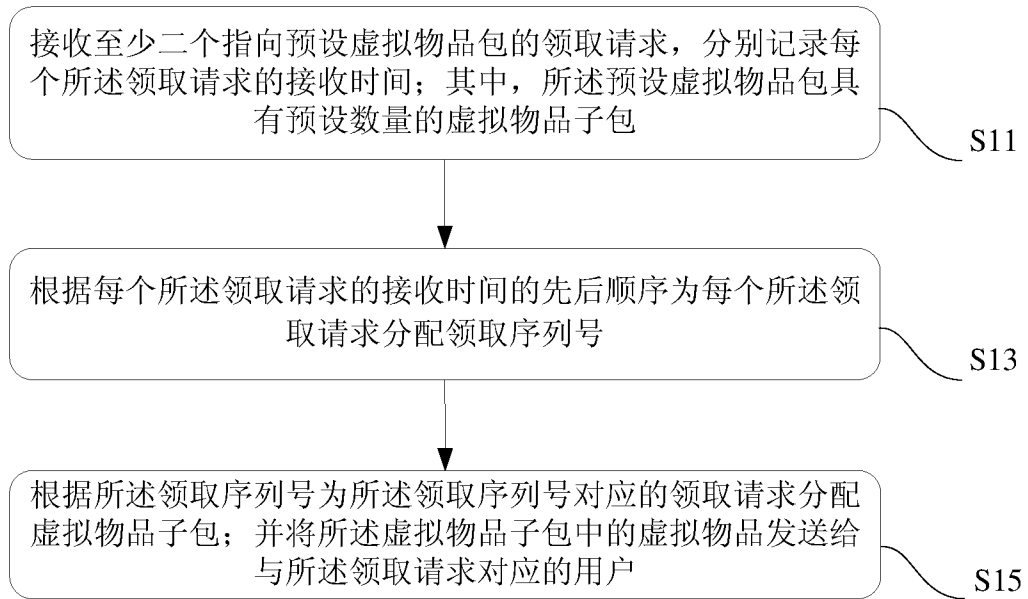 接收至少二个指向预设虚拟物品包的领取请求，分别记录每
个所述领取请求的接收时间；其中，所述预设虚拟物品包具
有预设数量的虚拟物品子包
S11
根据每个所述领取请求的接收时间的先后顺序为每个所述领
取请求分配领取序列号
S13
根据所述领取序列号为所述领取序列号对应的领取请求分配
虚拟物品子包；并将所述虚拟物品子包中的虚拟物品发送给
与所述领取请求对应的用户
S15